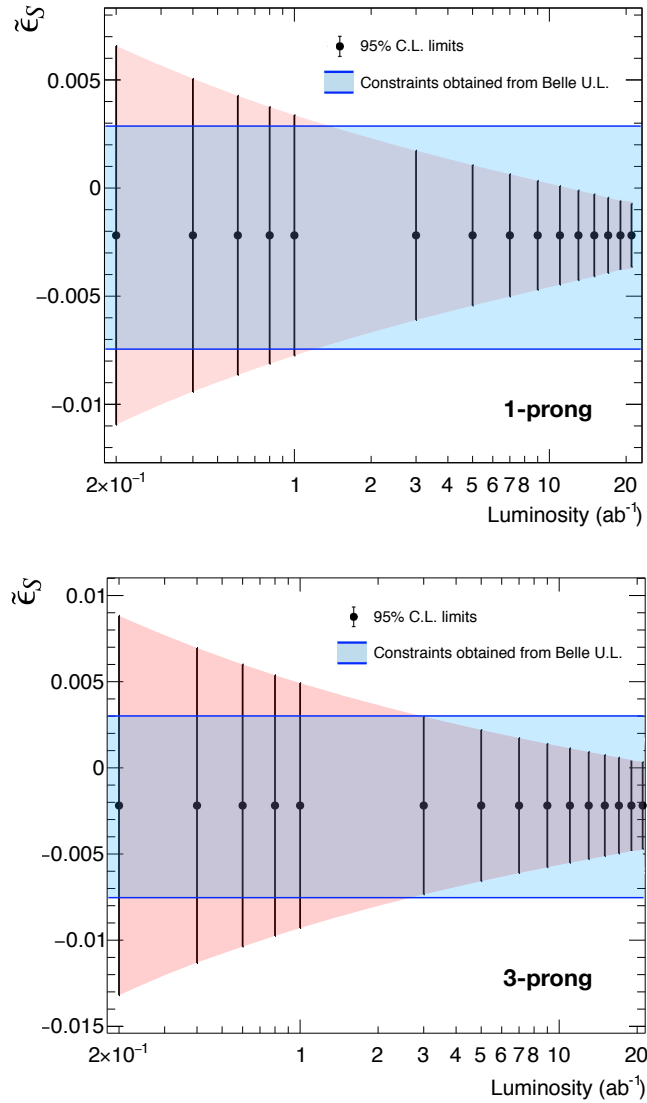 ε̃S
0.005
0
−0.005
−0.01
95% C.L. limits
Constraints obtained from Belle U.L.
1-prong
2×10⁻¹ 1 2 3 4 5 6 7 8 10 20
Luminosity (ab⁻¹)
ε̃S
0.01
0.005
0
−0.005
−0.01
−0.015
95% C.L. limits
Constraints obtained from Belle U.L.
3-prong
2×10⁻¹ 1 2 3 4 5 6 7 8 10 20
Luminosity (ab⁻¹)